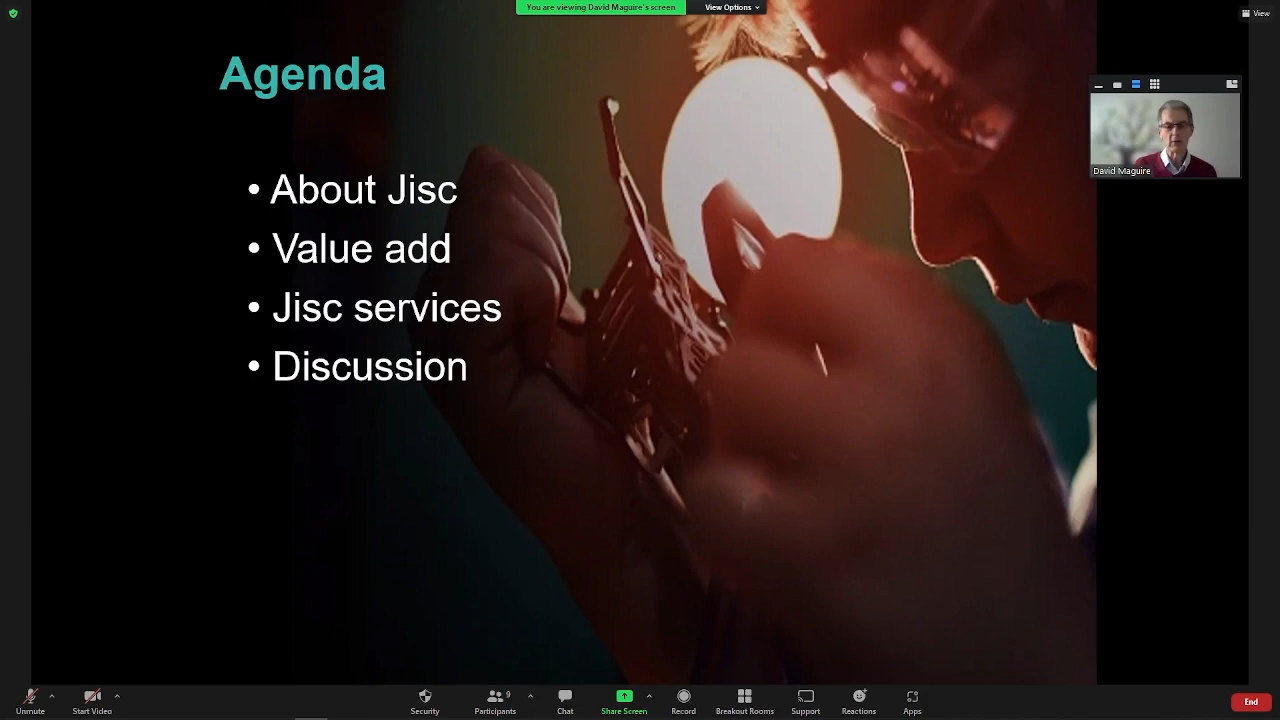 You are viewing David Maguire's screen
View Options
View
Agenda
• About Jisc
• Value add
• Jisc services
• Discussion
David Maguire
Unmute
Start Video
Security
9
Participants
Chat
Share Screen
Record
Breakout Rooms
Support
Reactions
Apps
End